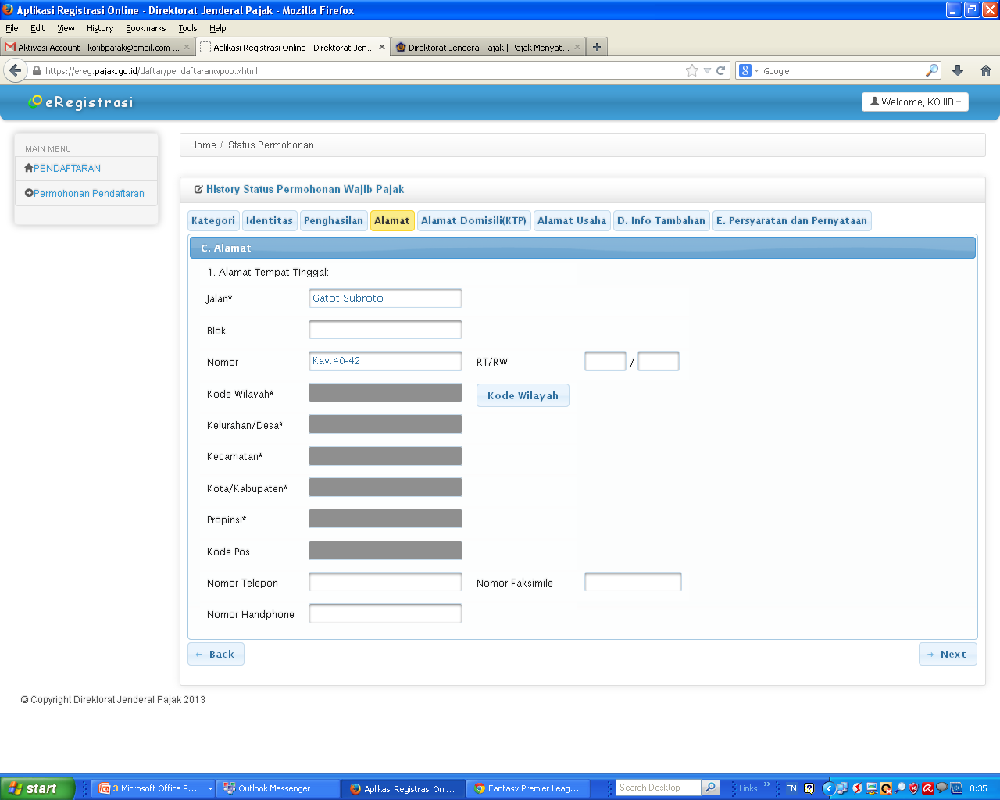 Aplikasi Registrasi Online - Direktorat Jenderal Pajak - Mozilla Firefox
File Edit View History Bookmarks Tools Help
Aktivasi Account - kojibpajak@gmail.com ... Aplikasi Registrasi Online - Direktorat Jen... Direktorat Jenderal Pajak | Pajak Menyat...
https://ereg.pajak.go.id/daftar/pendaftaranwpop.xhtml Google
eRegistrasi Welcome, KOJIB
MAIN MENU
PENDAFTARAN
Permohonan Pendaftaran
Home / Status Permohonan
History Status Permohonan Wajib Pajak
Kategori Identitas Penghasilan Alamat Alamat Domisili(KTP) Alamat Usaha D. Info Tambahan E. Persyaratan dan Pernyataan
C. Alamat
1. Alamat Tempat Tinggal:
Jalan* Gatot Subroto
Blok
Nomor Kav.40-42 RT/RW /
Kode Wilayah* Kode Wilayah
Kelurahan/Desa*
Kecamatan*
Kota/Kabupaten*
Propinsi*
Kode Pos
Nomor Telepon Nomor Faksimile
Nomor Handphone
Back Next
© Copyright Direktorat Jenderal Pajak 2013
start 3 Microsoft Office P... Outlook Messenger Aplikasi Registrasi Onl... Fantasy Premier Leag... Search Desktop Links » EN 8:35